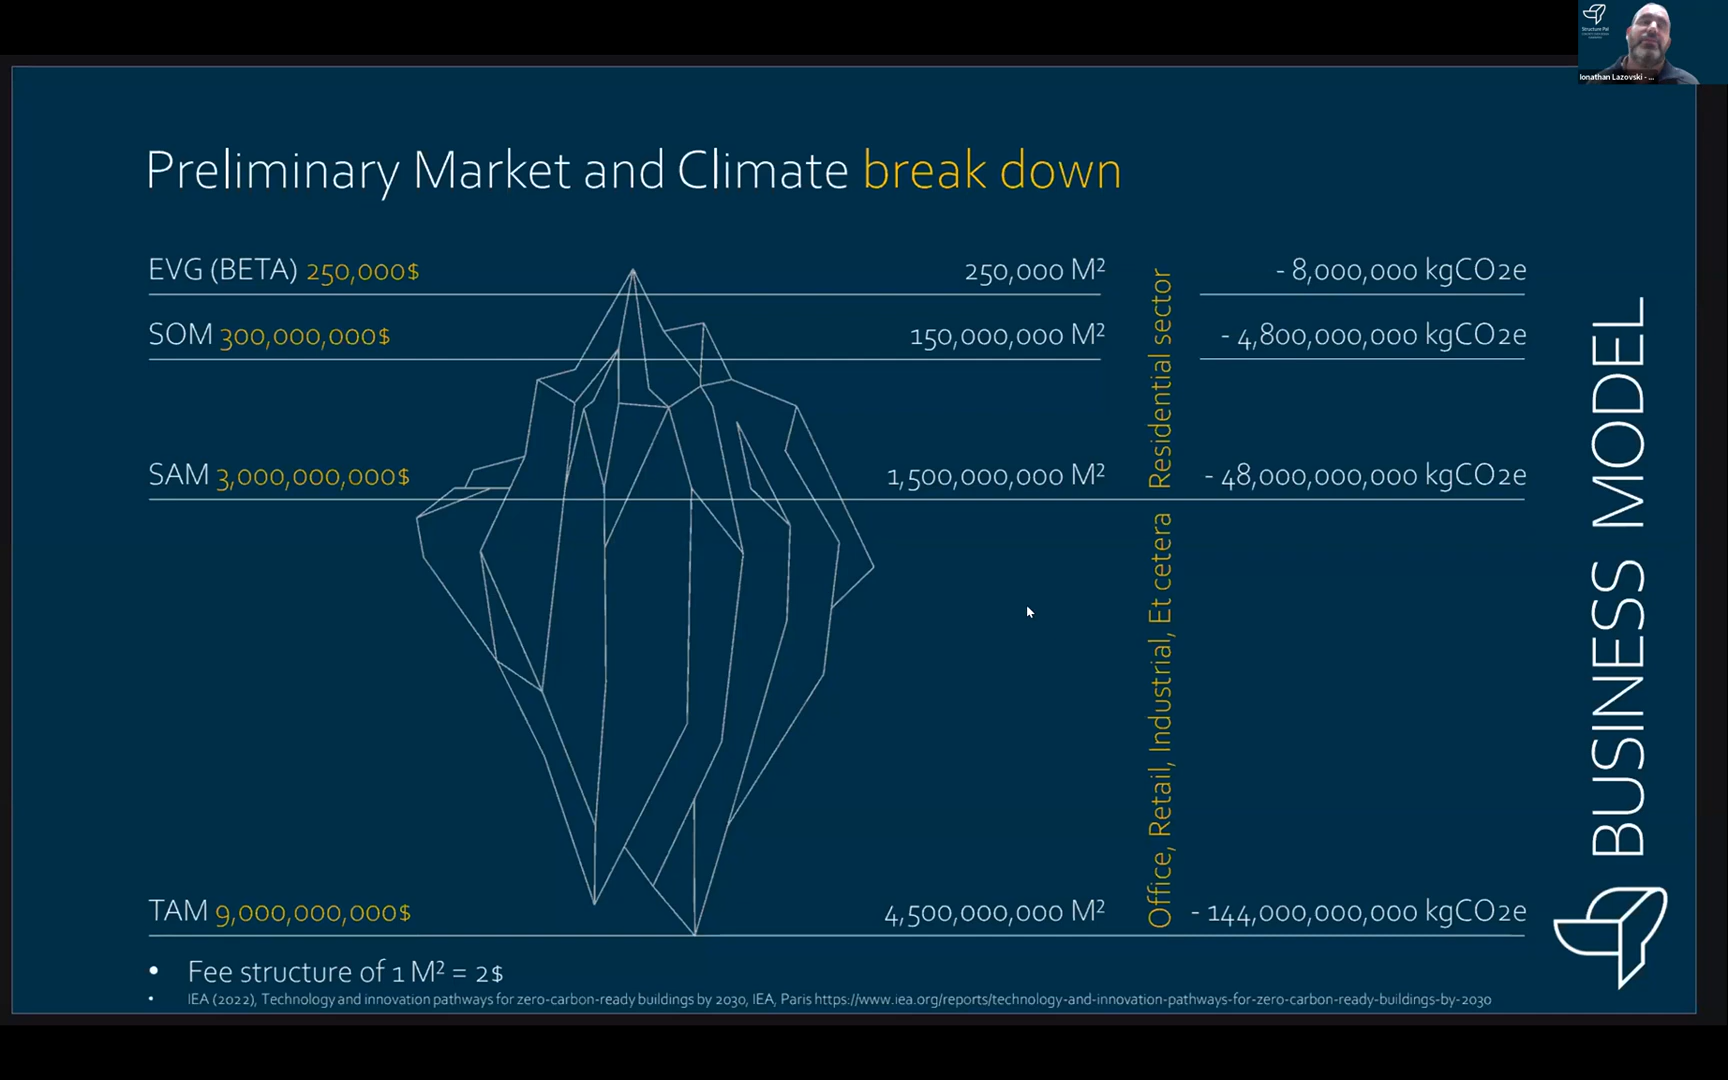 Structure Pal
Jonathan Lazovski - ...
Preliminary Market and Climate break down
EVG (BETA) 250,000$ 250,000 M² - 8,000,000 kgCO2e
SOM 300,000,000$ 150,000,000 M² - 4,800,000,000 kgCO2e
SAM 3,000,000,000$ 1,500,000,000 M² - 48,000,000,000 kgCO2e
TAM 9,000,000,000$ 4,500,000,000 M² - 144,000,000,000 kgCO2e
Residential sector
Office, Retail, Industrial, Et cetera
BUSINESS MODEL
• Fee structure of 1 M² = 2$
• IEA (2022), Technology and innovation pathways for zero-carbon-ready buildings by 2030, IEA, Paris https://www.iea.org/reports/technology-and-innovation-pathways-for-zero-carbon-ready-buildings-by-2030